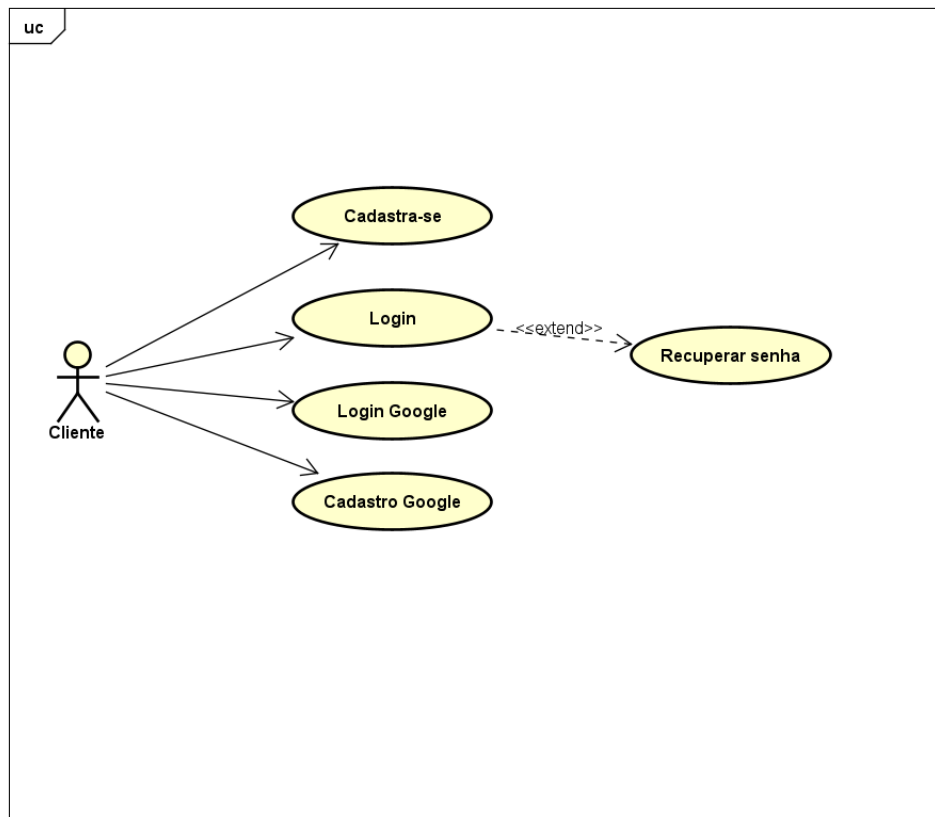 uc
Cadastra-se
Login
<<extend>>
Recuperar senha
Login Google
Cliente
Cadastro Google